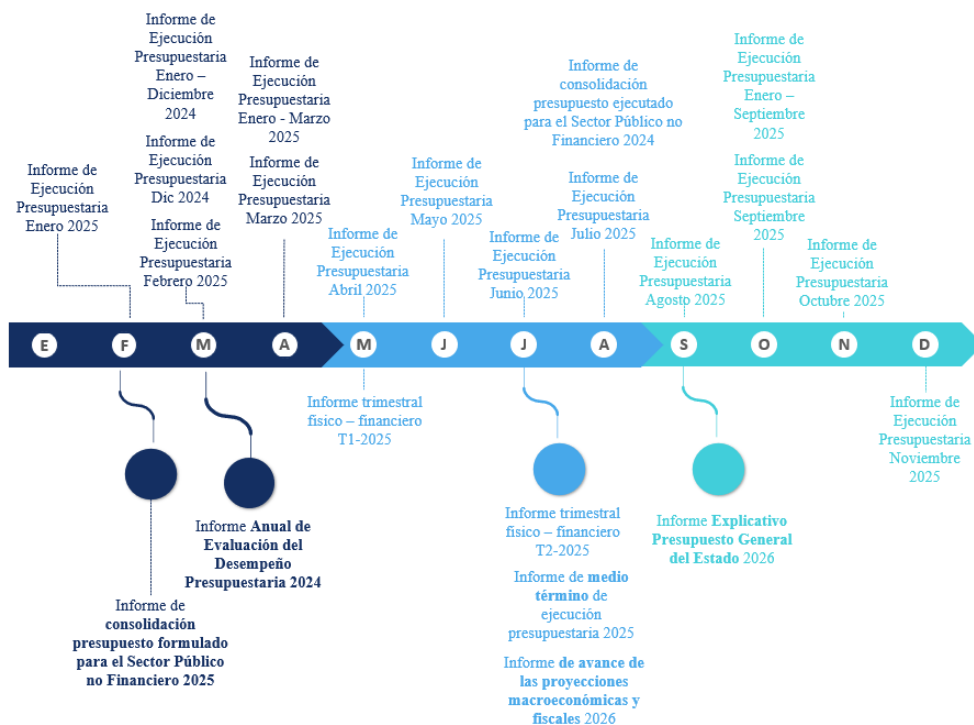 Informe de
Ejecución
Presupuestaria
Enero 2025
Informe de
Ejecución
Presupuestaria
Enero –
Diciembre
2024
Informe de
Ejecución
Presupuestaria
Dic 2024
Informe de
Ejecución
Presupuestaria
Febrero 2025
Informe de
Ejecución
Presupuestaria
Enero - Marzo
2025
Informe de
Ejecución
Presupuestaria
Marzo 2025
Informe de
Ejecución
Presupuestaria
Abril 2025
Informe de
Ejecución
Presupuestaria
Mayo 2025
Informe de
Ejecución
Presupuestaria
Junio 2025
Informe de
consolidación
presupuesto ejecutado
para el Sector Público no
Financiero 2024
Informe de
Ejecución
Presupuestaria
Julio 2025
Informe de
Ejecución
Presupuestaria
Agosto 2025
Informe de
Ejecución
Presupuestaria
Enero –
Septiembre
2025
Informe de
Ejecución
Presupuestaria
Septiembre
2025
Informe de
Ejecución
Presupuestaria
Octubre 2025
E F M A M J J A S O N D
Informe de
consolidación
presupuesto formulado
para el Sector Público
no Financiero 2025
Informe Anual de
Evaluación del
Desempeño
Presupuestaria 2024
Informe trimestral
físico – financiero
T1-2025
Informe trimestral
físico – financiero
T2-2025
Informe de medio
término de
ejecución
presupuestaria 2025
Informe de avance de
las proyecciones
macroeconómicas y
fiscales 2026
Informe Explicativo
Presupuesto General
del Estado 2026
Informe de
Ejecución
Presupuestaria
Noviembre
2025